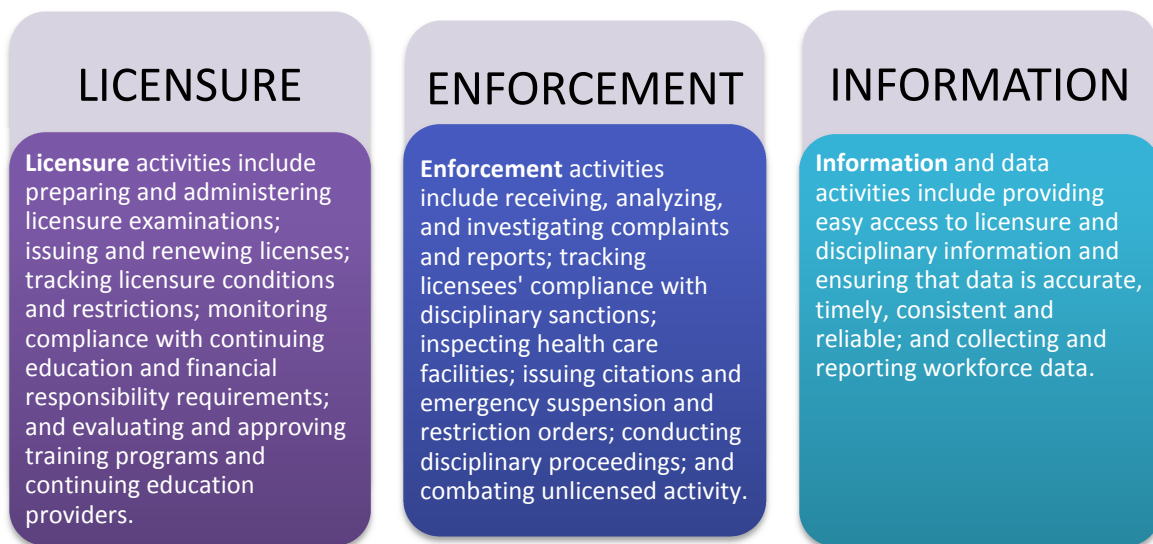 LICENSURE
Licensure activities include
preparing and administering
licensure examinations;
issuing and renewing licenses;
tracking licensure conditions
and restrictions; monitoring
compliance with continuing
education and financial
responsibility requirements;
and evaluating and approving
training programs and
continuing education
providers.
ENFORCEMENT
Enforcement activities
include receiving, analyzing,
and investigating complaints
and reports; tracking
licensees' compliance with
disciplinary sanctions;
inspecting health care
facilities; issuing citations and
emergency suspension and
restriction orders; conducting
disciplinary proceedings; and
combating unlicensed activity.
INFORMATION
Information and data
activities include providing
easy access to licensure and
disciplinary information and
ensuring that data is accurate,
timely, consistent and
reliable; and collecting and
reporting workforce data.